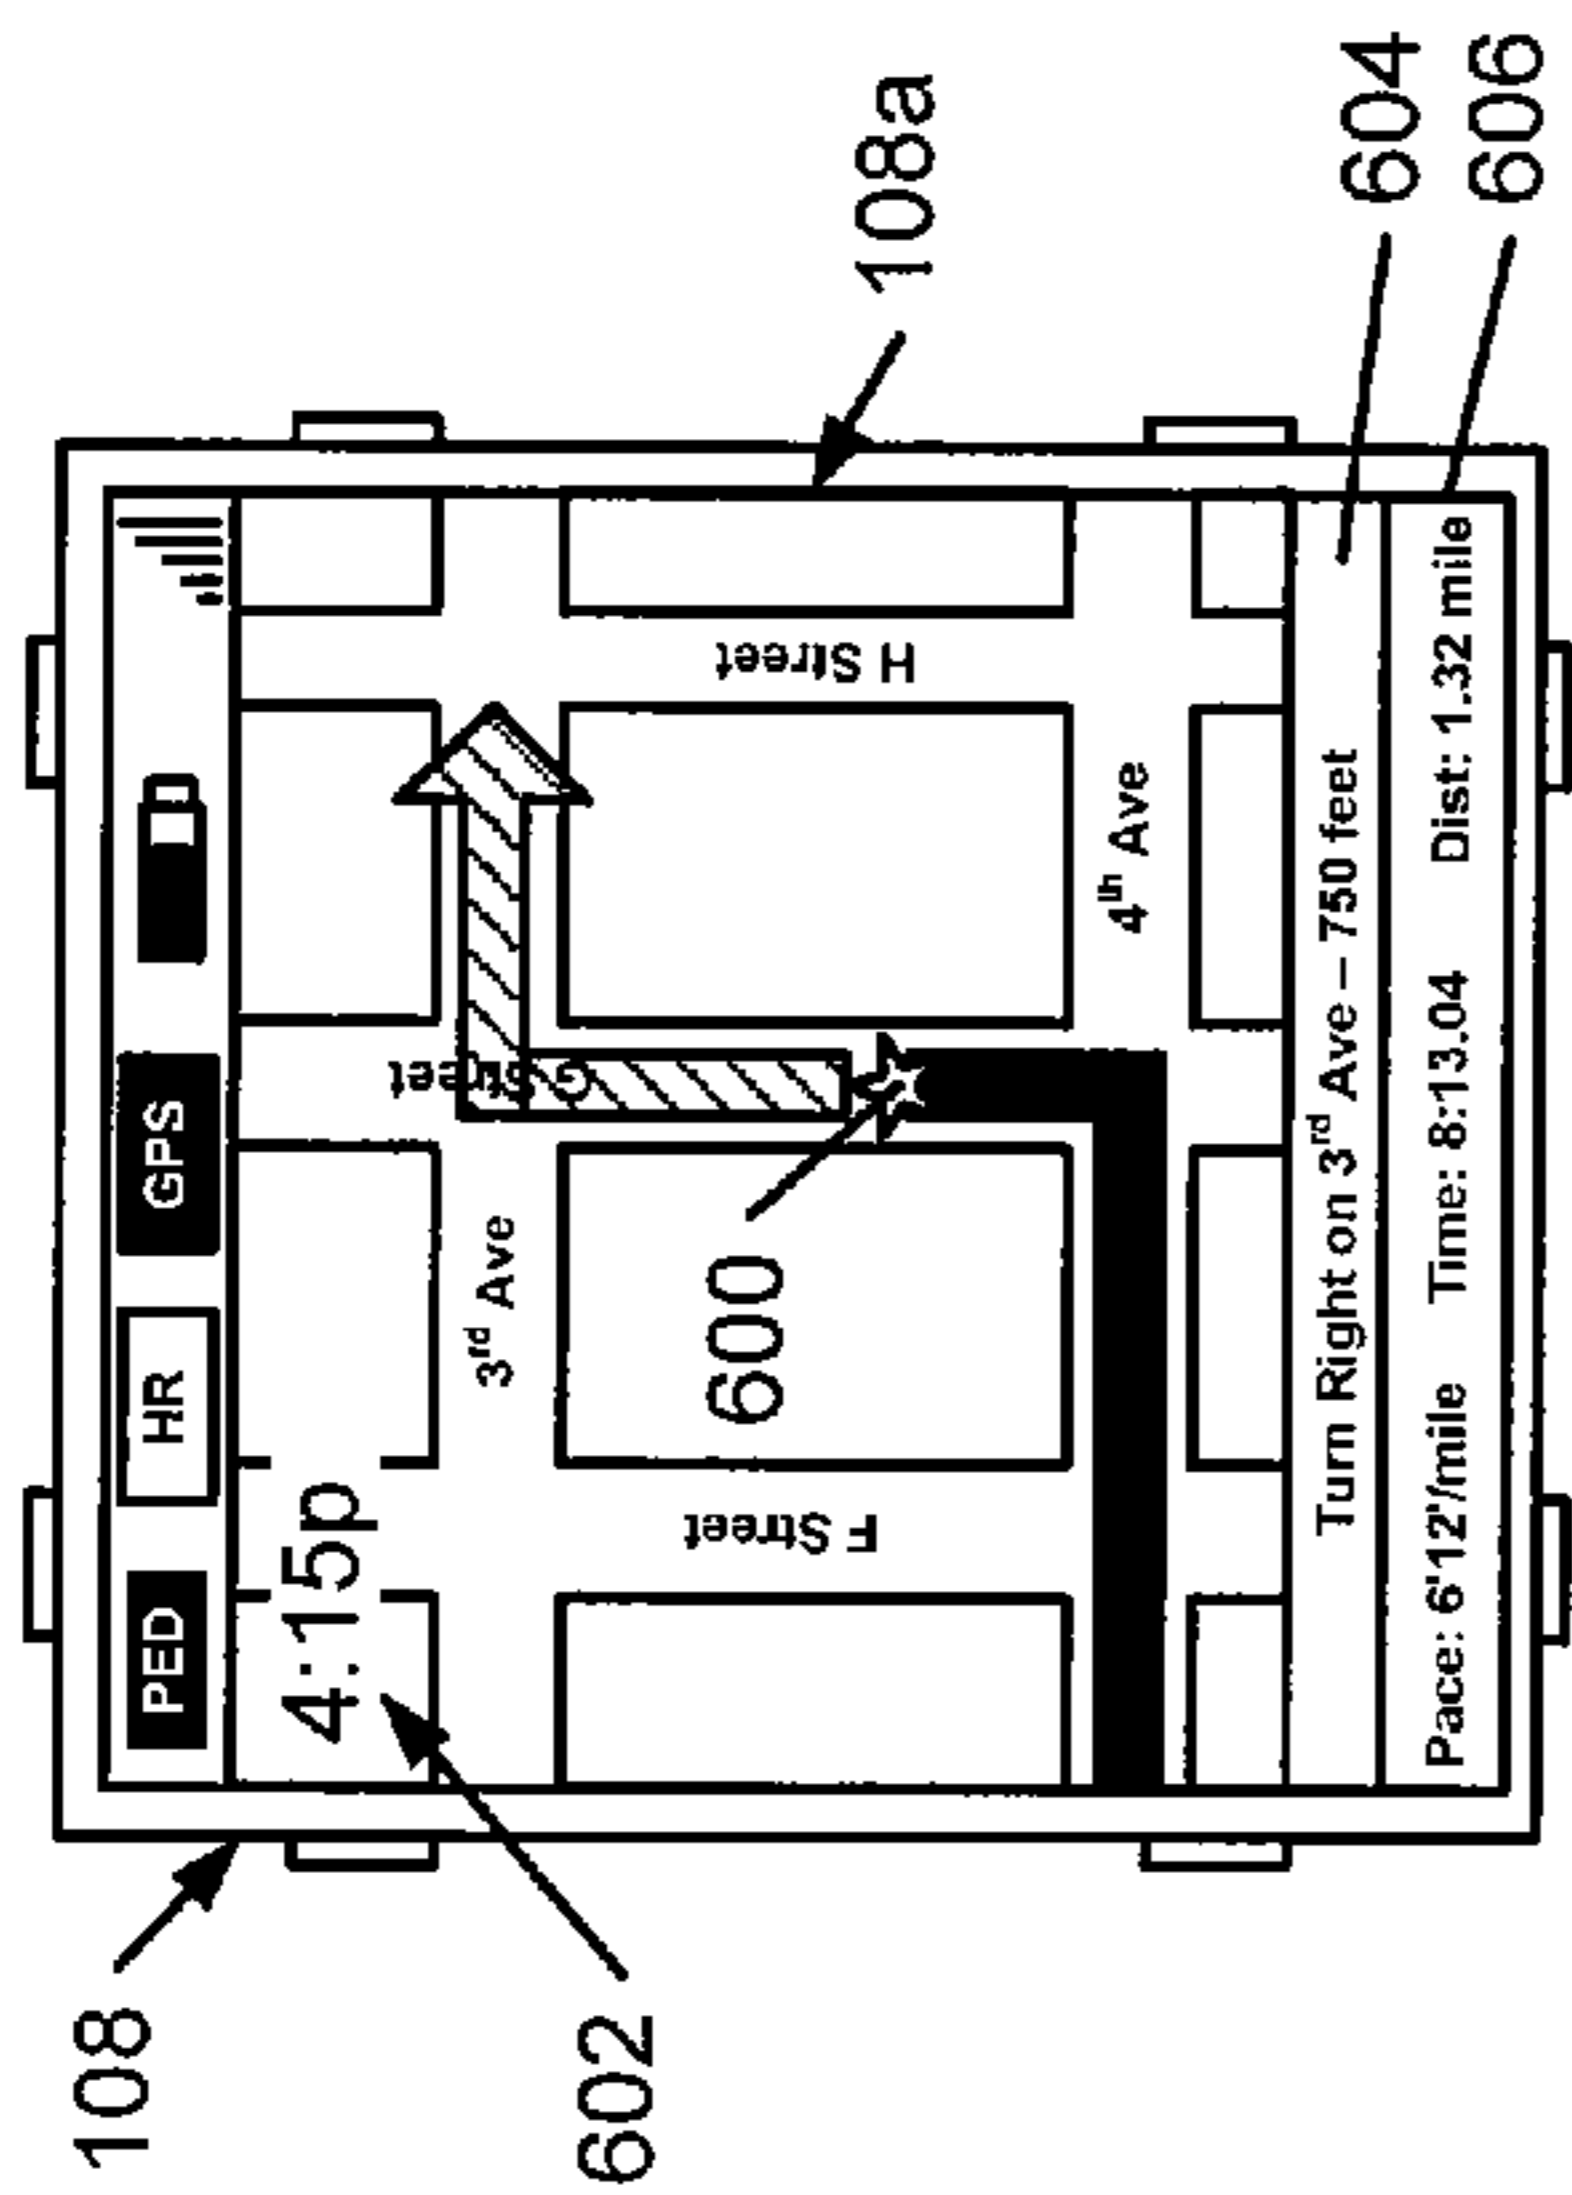 108
PED HR GPS
4:15p
602
3rd Ave
G Street
108a
600
F Street
H Street
4th Ave
Turn Right on 3rd Ave – 750 feet
604
Pace: 6'12'/mile Time: 8:13.04 Dist: 1.32 mile
606